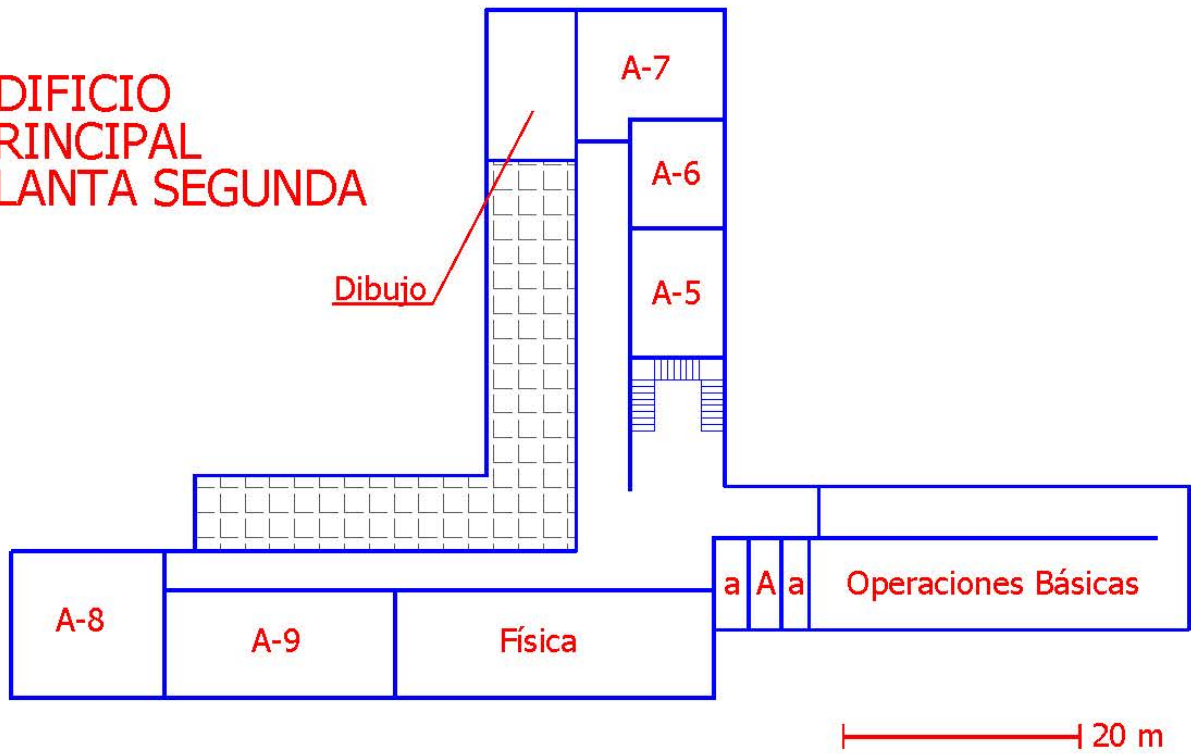 DIFICIO
RINCIPAL
LANTA SEGUNDA
A-7
A-6
Dibujo
A-5
a
A
a
Operaciones Básicas
A-8
A-9
Física
20 m